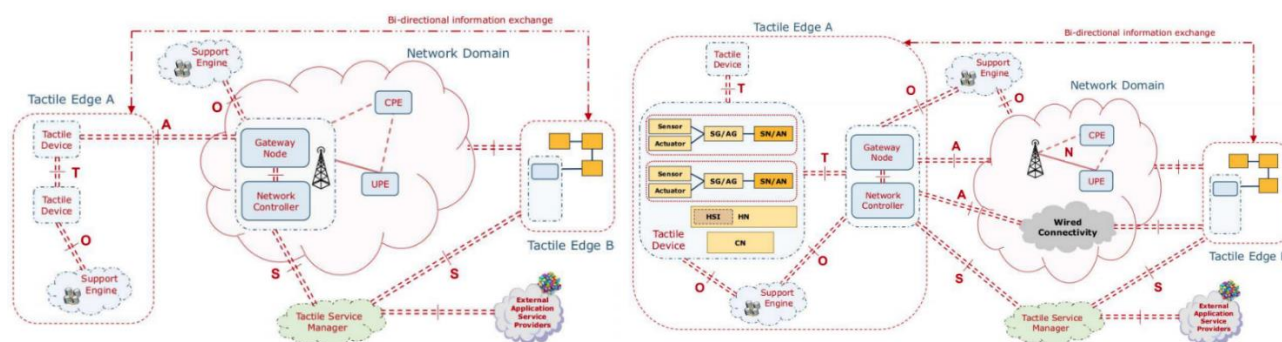 Bi-directional information exchange
Network Domain
Support
Engine
O
Tactile Edge A
A
Tactile
Device
T
Tactile
Device
O
Support
Engine
Gateway
Node
Network
Controller
CPE
UPE
S
S
Tactile Edge B
Tactile Service
Manager
External
Application
Service
Providers
Tactile Edge A
Bi-directional information exchange
Tactile
Device
T
Support
Engine
O
O
Network Domain
Sensor
Actuator
SG/AG
SN/AN
Sensor
Actuator
SG/AG
SN/AN
HSI
HN
CN
Tactile
Device
T
Gateway
Node
Network
Controller
A
A
CPE
N
UPE
Wired
Connectivity
O
O
Support
Engine
S
S
Tactile Edge
Tactile Service
Manager
External
Application
Service
Providers